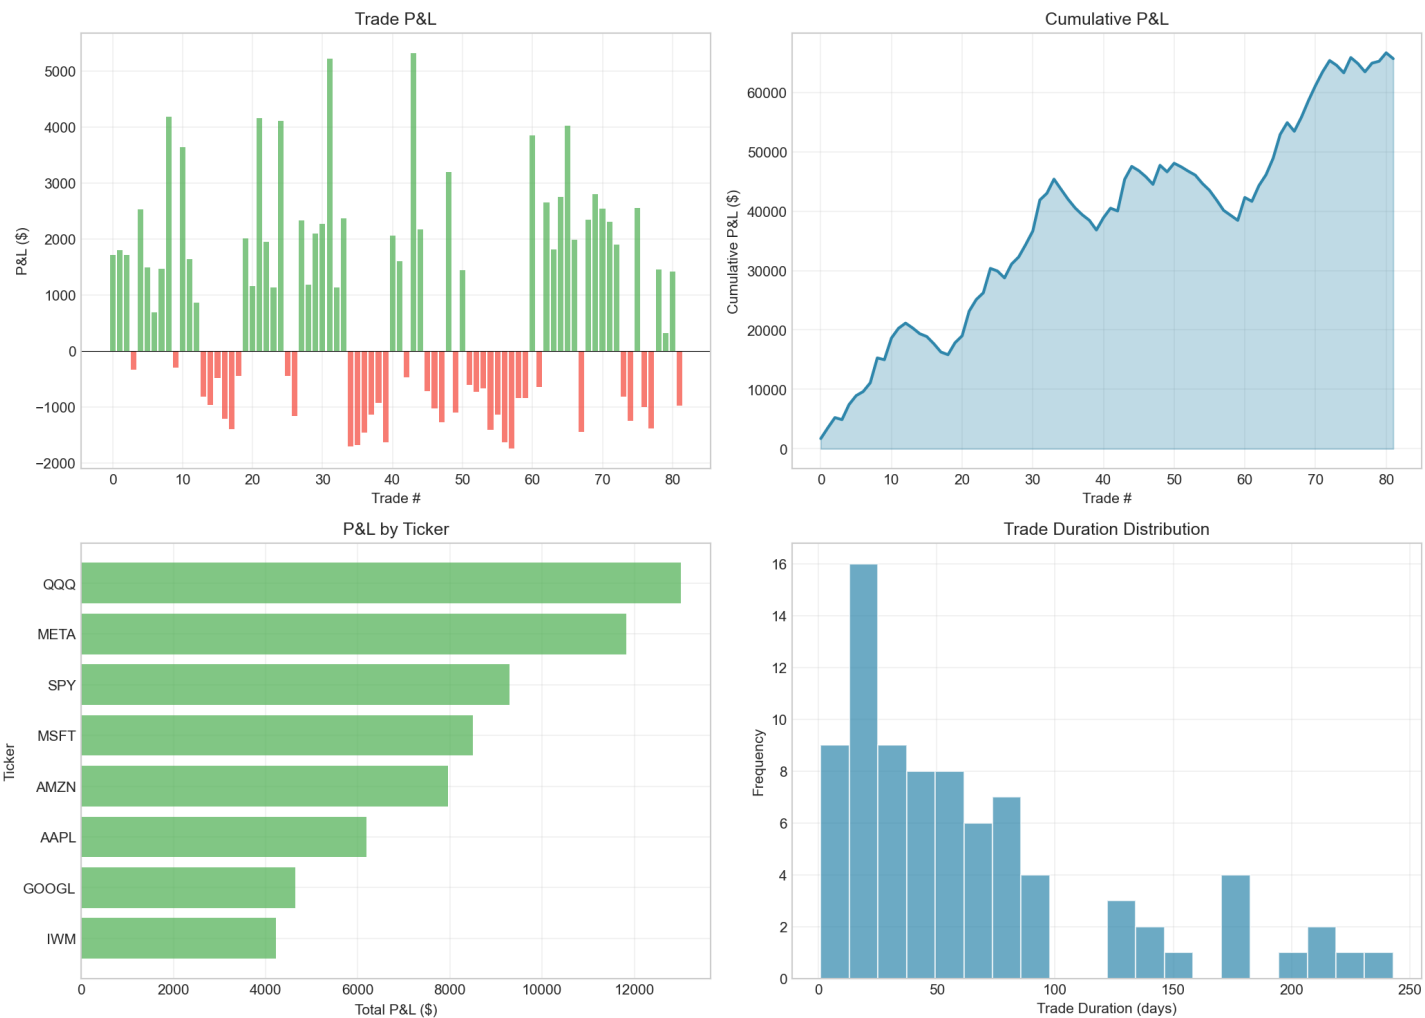 Trade P&L
P&L ($)
5000
4000
3000
2000
1000
0
−1000
−2000
0 10 20 30 40 50 60 70 80
Trade #
Cumulative P&L
Cumulative P&L ($)
60000
50000
40000
30000
20000
10000
0
0 10 20 30 40 50 60 70 80
Trade #
P&L by Ticker
Ticker
QQQ
META
SPY
MSFT
AMZN
AAPL
GOOGL
IWM
0 2000 4000 6000 8000 10000 12000
Total P&L ($)
Trade Duration Distribution
Frequency
16
14
12
10
8
6
4
2
0
0 50 100 150 200 250
Trade Duration (days)